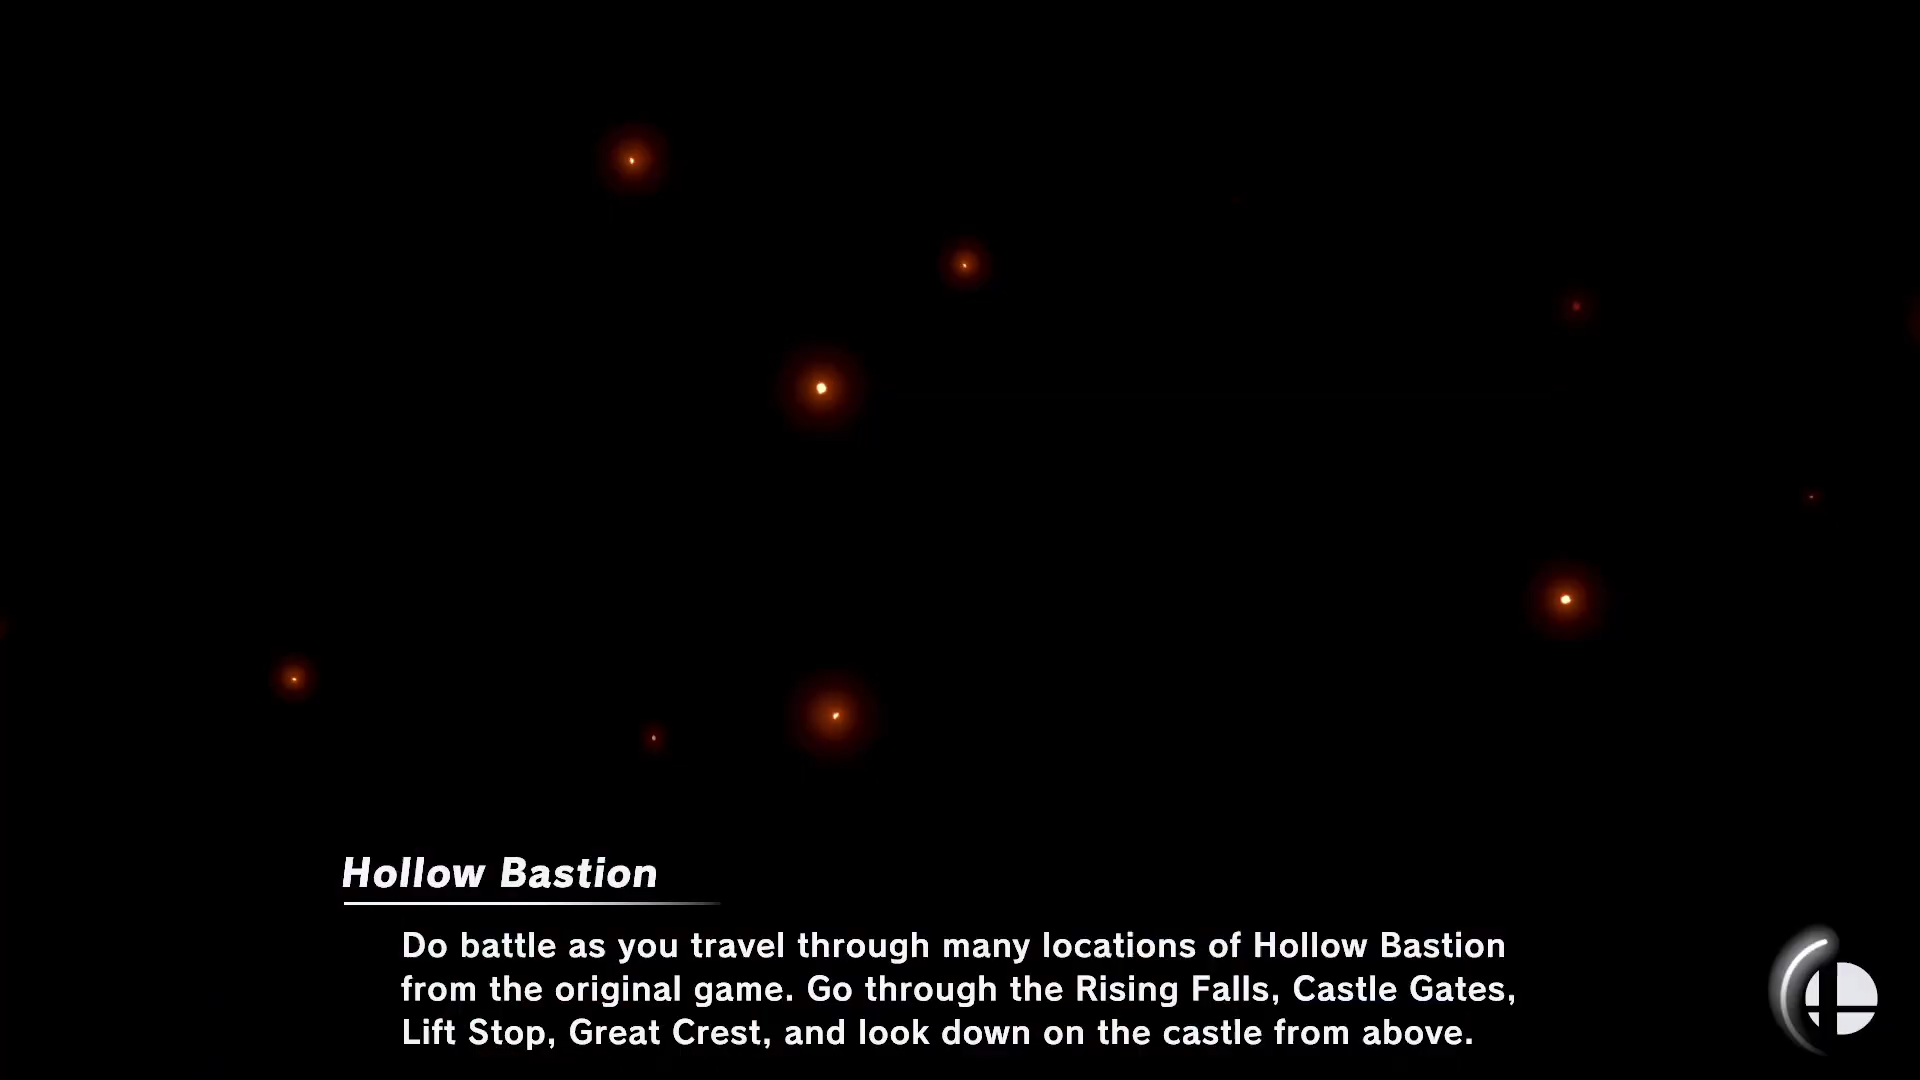 Hollow Bastion
Do battle as you travel through many locations of Hollow Bastion
from the original game. Go through the Rising Falls, Castle Gates,
Lift Stop, Great Crest, and look down on the castle from above.